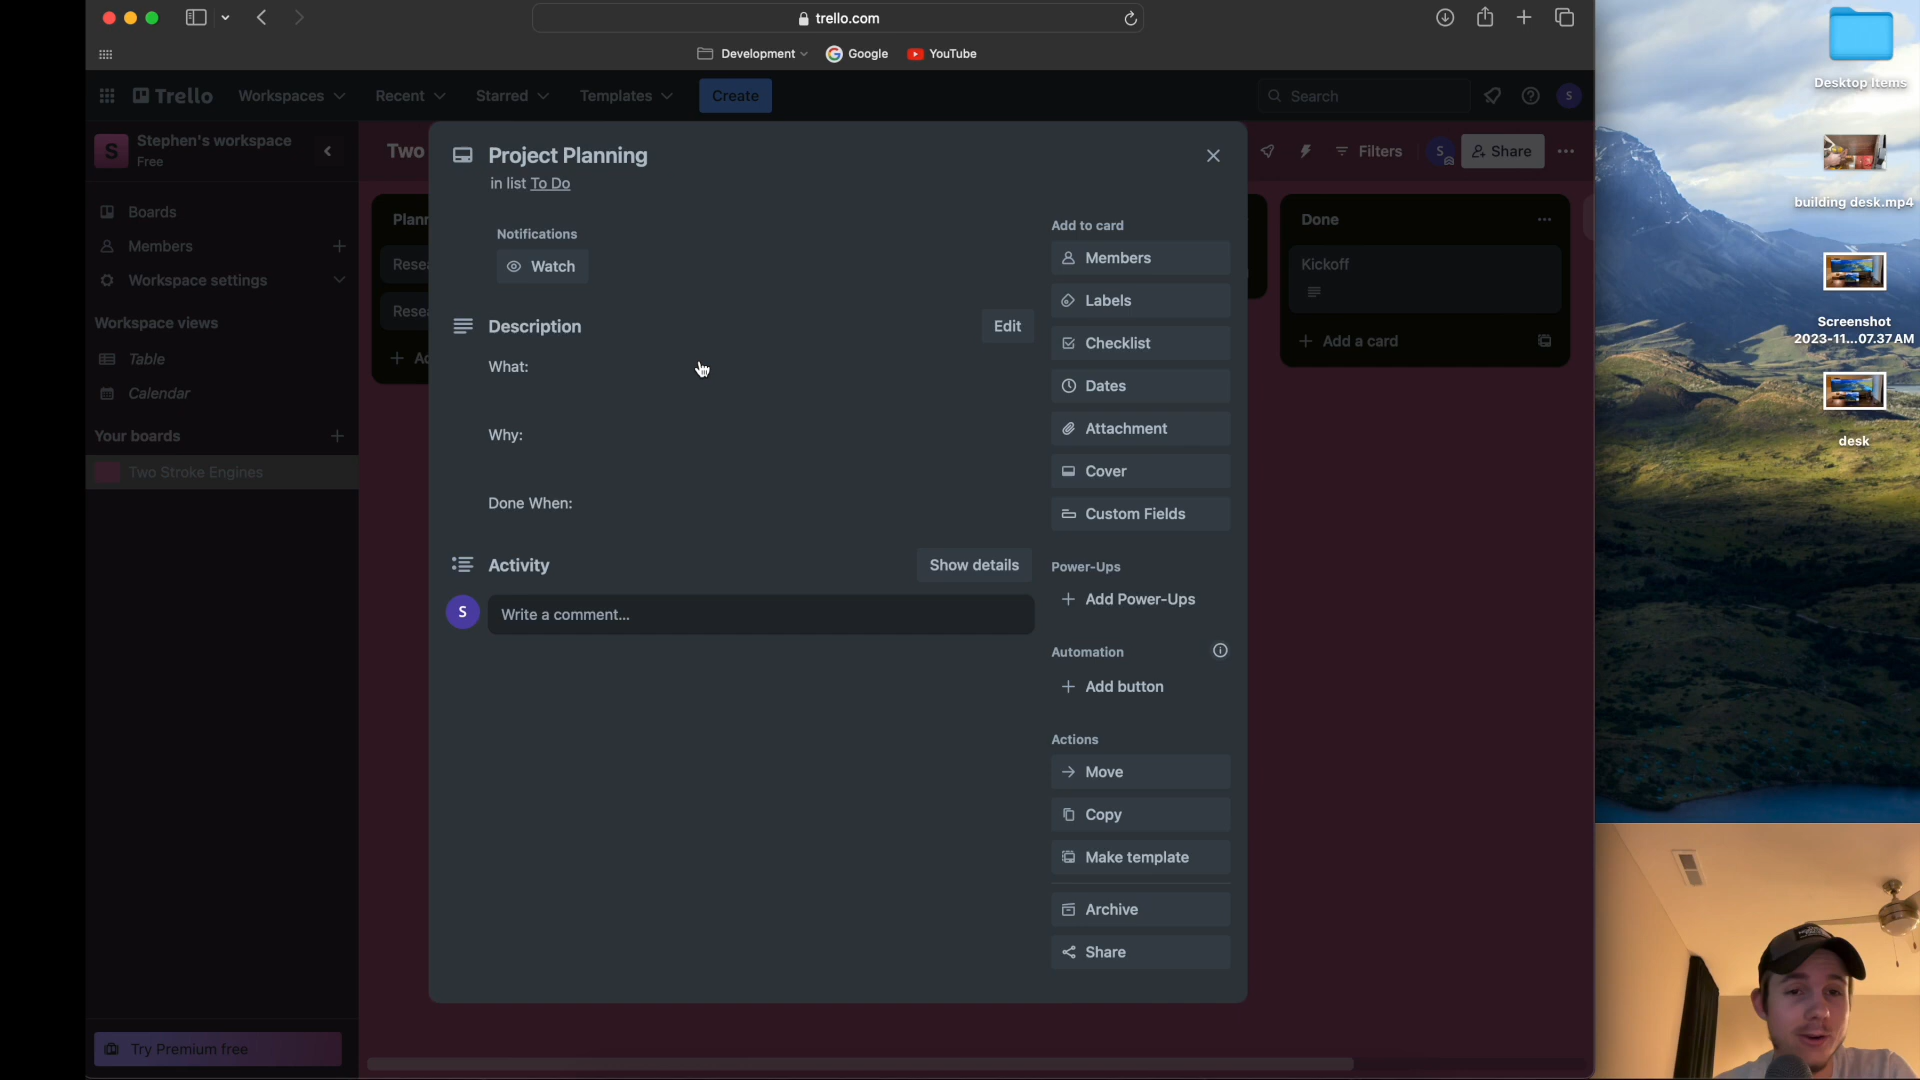 trello.com
Development
Google
YouTube
Desktop Items
Trello
Workspaces
Recent
Starred
Templates
Create
Search
S
S
Stephen's workspace
Free
Two
Project Planning
in list To Do
S
Filters
Share
Boards
Members
Workspace settings
Workspace views
Table
Calendar
Your boards
Two Stroke Engines
Try Premium free
Notifications
Watch
Description
Edit
What:
Why:
Done When:
Activity
Show details
S
Write a comment...
Add to card
Members
Labels
Checklist
Dates
Attachment
Cover
Custom Fields
Power-Ups
Add Power-Ups
Automation
Add button
Actions
Move
Copy
Make template
Archive
Share
Done
Kickoff
Add a card
building desk.mp4
Screenshot
2023-11...07.37 AM
desk